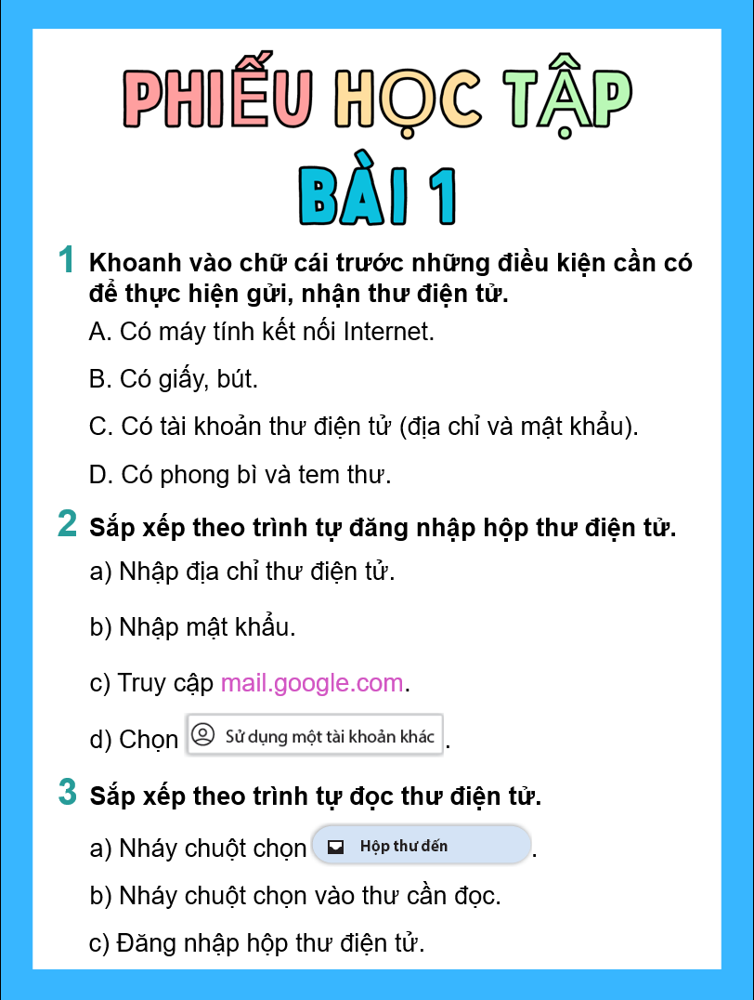 PHIẾU HỌC TẬP
BÀI 1
1 Khoanh vào chữ cái trước những điều kiện cần có
để thực hiện gửi, nhận thư điện tử.
A. Có máy tính kết nối Internet.
B. Có giấy, bút.
C. Có tài khoản thư điện tử (địa chỉ và mật khẩu).
D. Có phong bì và tem thư.
2 Sắp xếp theo trình tự đăng nhập hộp thư điện tử.
a) Nhập địa chỉ thư điện tử.
b) Nhập mật khẩu.
c) Truy cập mail.google.com.
d) Chọn Sử dụng một tài khoản khác .
3 Sắp xếp theo trình tự đọc thư điện tử.
a) Nháy chuột chọn Hộp thư đến .
b) Nháy chuột chọn vào thư cần đọc.
c) Đăng nhập hộp thư điện tử.